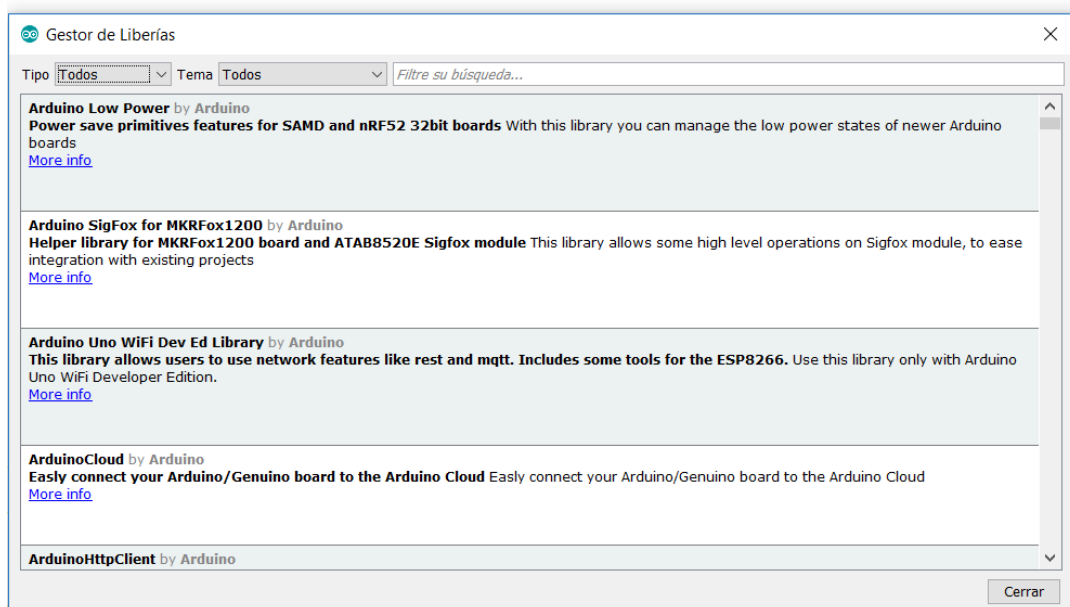 Gestor de Liberías
Tipo Todos Tema Todos Filtre su búsqueda...
Arduino Low Power by Arduino
Power save primitives features for SAMD and nRF52 32bit boards With this library you can manage the low power states of newer Arduino
boards
More info
Arduino SigFox for MKRFox1200 by Arduino
Helper library for MKRFox1200 board and ATAB8520E Sigfox module This library allows some high level operations on Sigfox module, to ease
integration with existing projects
More info
Arduino Uno WiFi Dev Ed Library by Arduino
This library allows users to use network features like rest and mqtt. Includes some tools for the ESP8266. Use this library only with Arduino
Uno WiFi Developer Edition.
More info
ArduinoCloud by Arduino
Easly connect your Arduino/Genuino board to the Arduino Cloud Easly connect your Arduino/Genuino board to the Arduino Cloud
More info
ArduinoHttpClient by Arduino
Cerrar